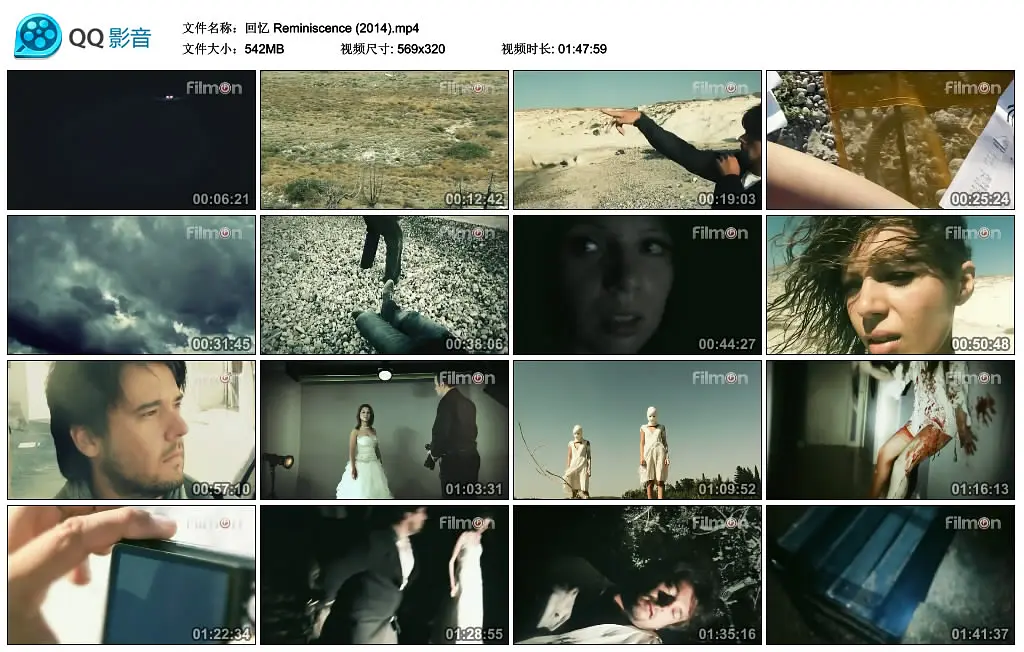 QQ影音
文件名称: 回忆 Reminiscence (2014).mp4
文件大小: 542MB 视频尺寸: 569x320 视频时长: 01:47:59
FilmOn FilmOn FilmOn FilmOn
00:06:21 00:12:42 00:19:03 00:25:24
FilmOn FilmOn FilmOn FilmOn
00:31:45 00:38:06 00:44:27 00:50:48
FilmOn FilmOn FilmOn FilmOn
00:57:10 01:03:31 01:09:52 01:16:13
FilmOn FilmOn FilmOn FilmOn
01:22:34 01:28:55 01:35:16 01:41:37